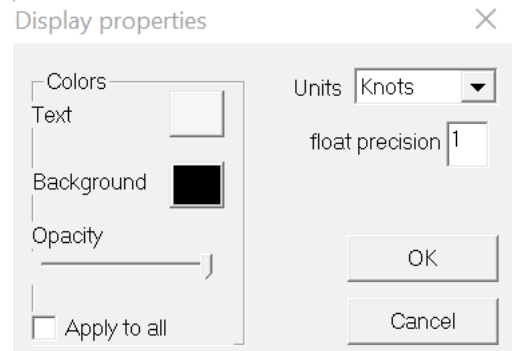 Display properties
Colors
Text
Background
Opacity
Apply to all
Units Knots
float precision 1
OK
Cancel